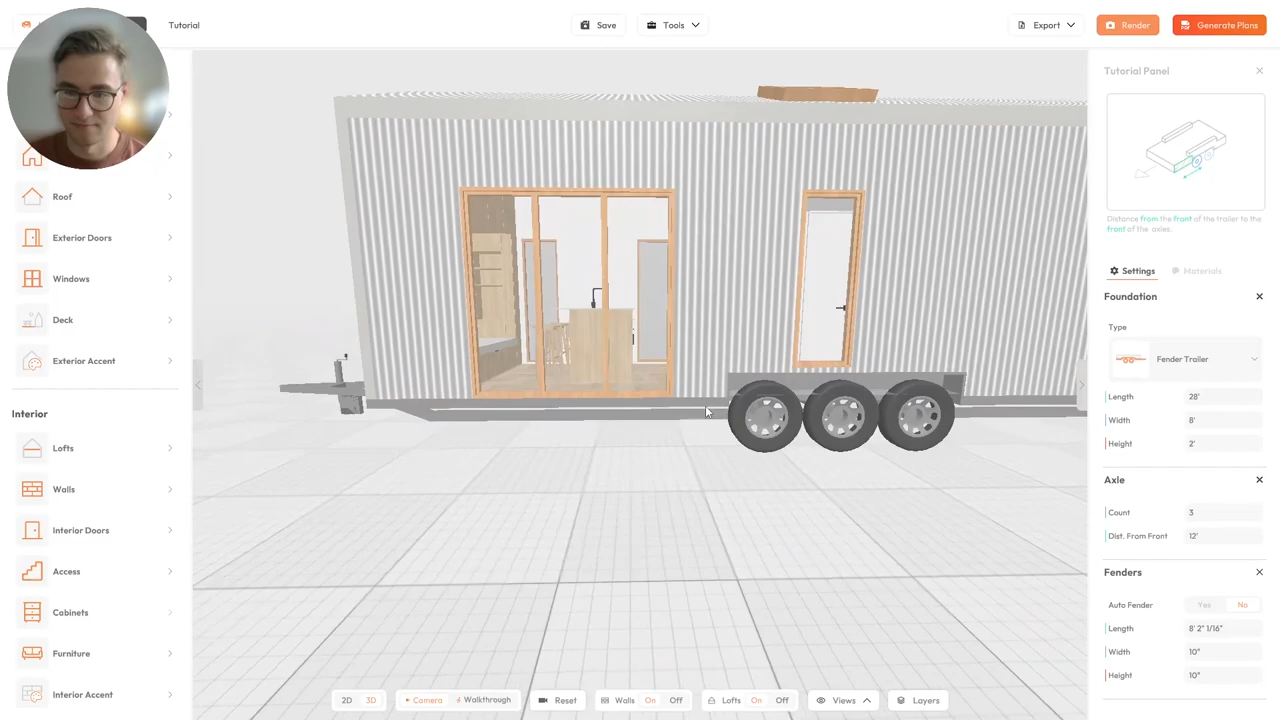 Tutorial
Save
Tools
Export
Render
Generate Plans
Roof
Exterior Doors
Windows
Deck
Exterior Accent
Interior
Lofts
Walls
Interior Doors
Access
Cabinets
Furniture
Interior Accent
2D 3D
Camera Walkthrough
Reset
Walls On Off
Lofts On Off
Views
Layers
Tutorial Panel
Distance from the front of the trailer to the
front of the axles.
Settings Materials
Foundation
Type
Fender Trailer
Length 28'
Width 8'
Height 2'
Axle
Count 3
Dist. From Front 12'
Fenders
Auto Fender Yes No
Length 8' 2" 1/16"
Width 10"
Height 10"